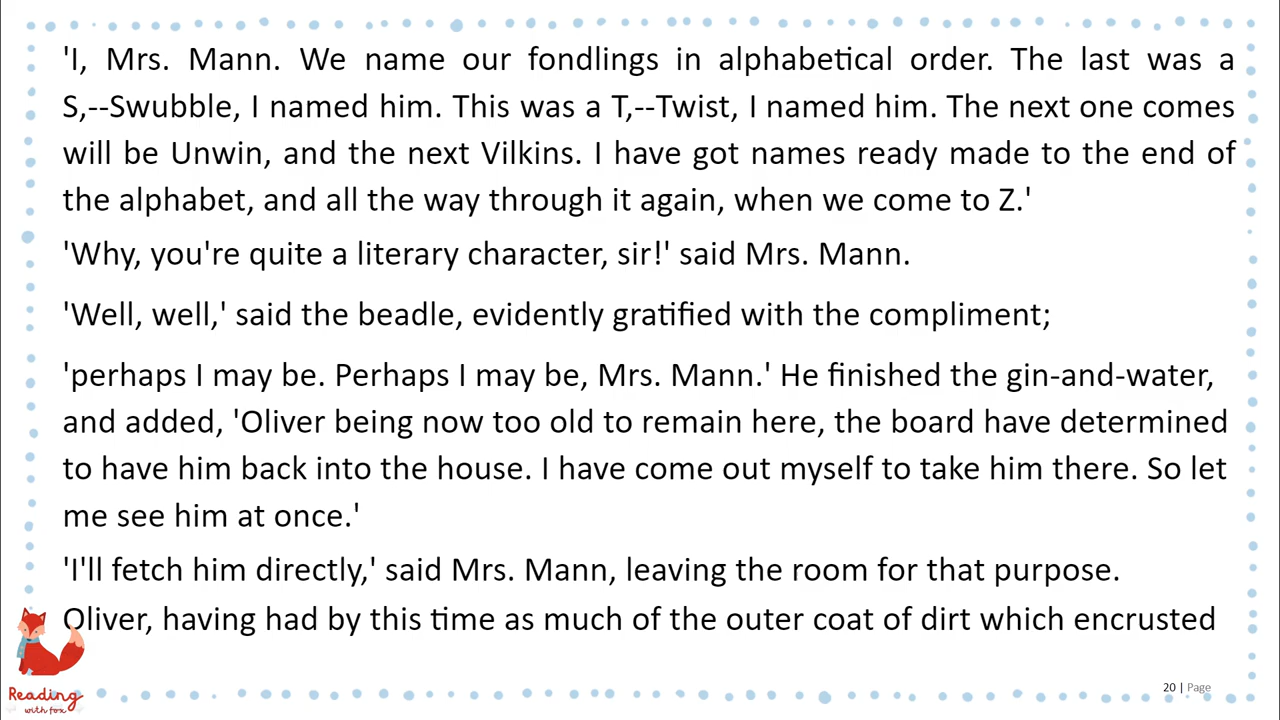 'I, Mrs. Mann. We name our fondlings in alphabetical order. The last was a
S,--Swubble, I named him. This was a T,--Twist, I named him. The next one comes
will be Unwin, and the next Vilkins. I have got names ready made to the end of
the alphabet, and all the way through it again, when we come to Z.'
'Why, you're quite a literary character, sir!' said Mrs. Mann.
'Well, well,' said the beadle, evidently gratified with the compliment;
'perhaps I may be. Perhaps I may be, Mrs. Mann.' He finished the gin-and-water,
and added, 'Oliver being now too old to remain here, the board have determined
to have him back into the house. I have come out myself to take him there. So let
me see him at once.'
'I'll fetch him directly,' said Mrs. Mann, leaving the room for that purpose.
Oliver, having had by this time as much of the outer coat of dirt which encrusted
Reading
with fox
20 | Page